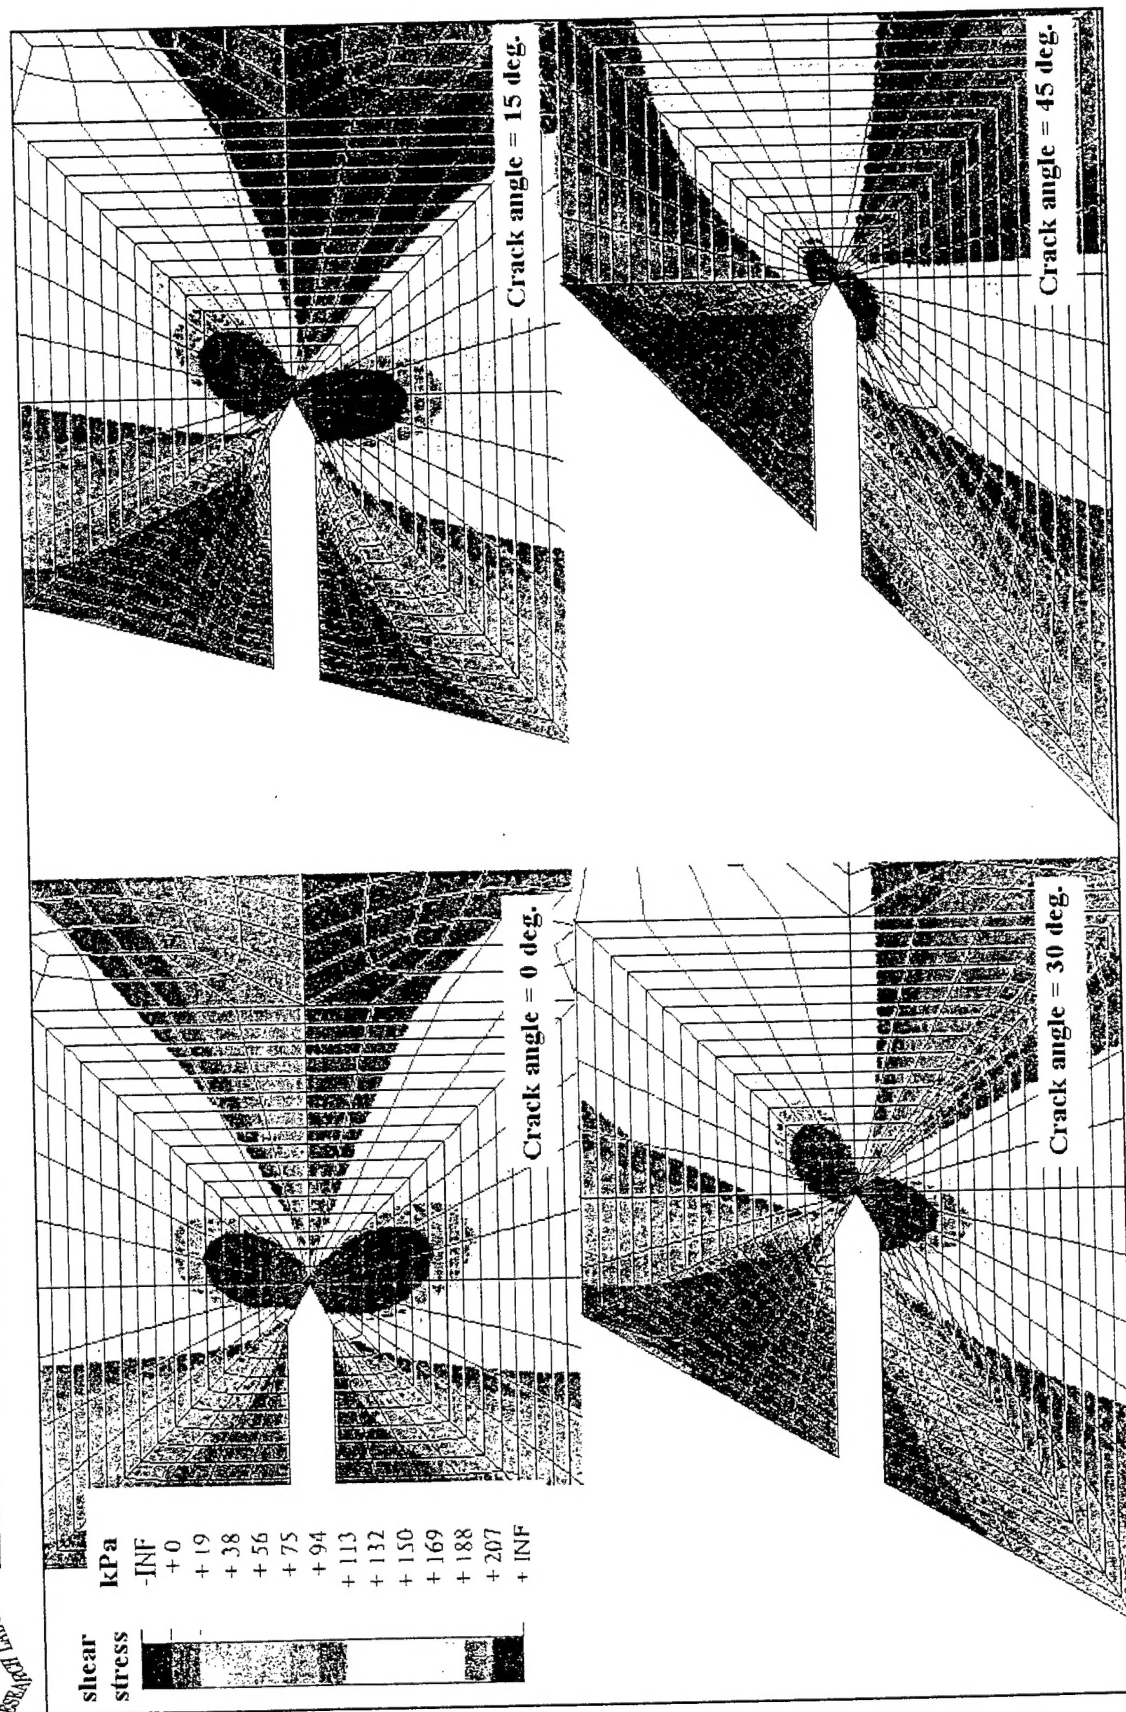 shear
stress
kPa
-INF
+0
+19
+38
+56
+75
+94
+113
+132
+150
+169
+188
+207
+INF
Crack angle = 0 deg.
Crack angle = 15 deg.
Crack angle = 30 deg.
Crack angle = 45 deg.